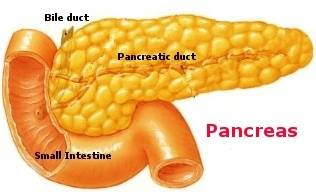 Bile duct
Pancreatic duct
Pancreas
Small Intestine